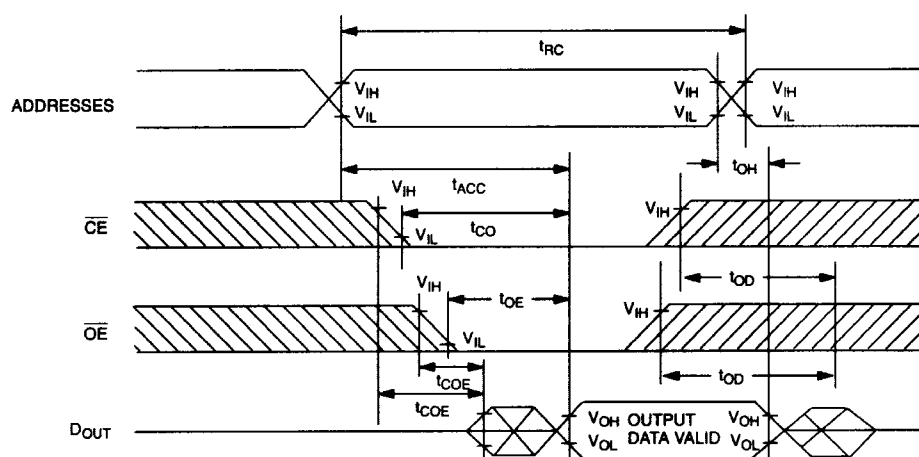 tRC
ADDRESSES
VIH VIH VIH
VIL VIL VIL
tOH
tACC
CE VIH tCO VIH
VIL
tOD
OE VIH tOE VIH
VIL
tCOE tOD
tCOE
DOUT VOH OUTPUT VOH
VOL DATA VALID VOL